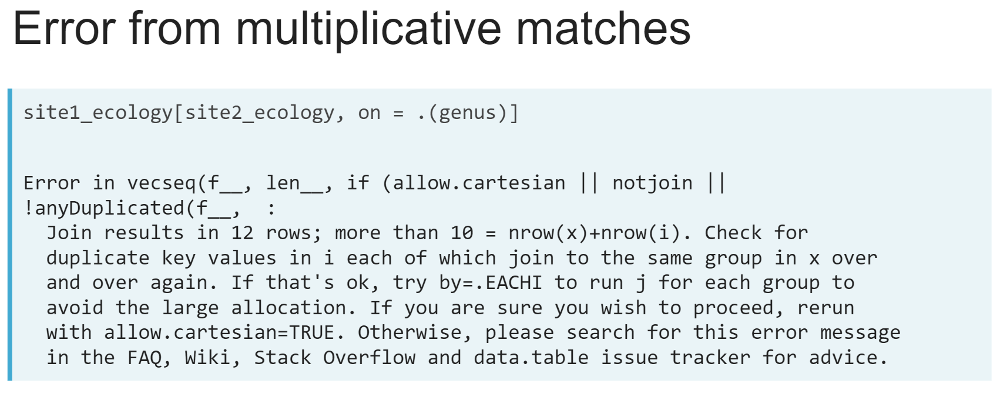 Error from multiplicative matches
site1_ecology[site2_ecology, on = .(genus)]
Error in vecseq(f__, len__, if (allow.cartesian || notjoin ||
!anyDuplicated(f__,  :
  Join results in 12 rows; more than 10 = nrow(x)+nrow(i). Check for
  duplicate key values in i each of which join to the same group in x over
  and over again. If that's ok, try by=.EACHI to run j for each group to
  avoid the large allocation. If you are sure you wish to proceed, rerun
  with allow.cartesian=TRUE. Otherwise, please search for this error message
  in the FAQ, Wiki, Stack Overflow and data.table issue tracker for advice.